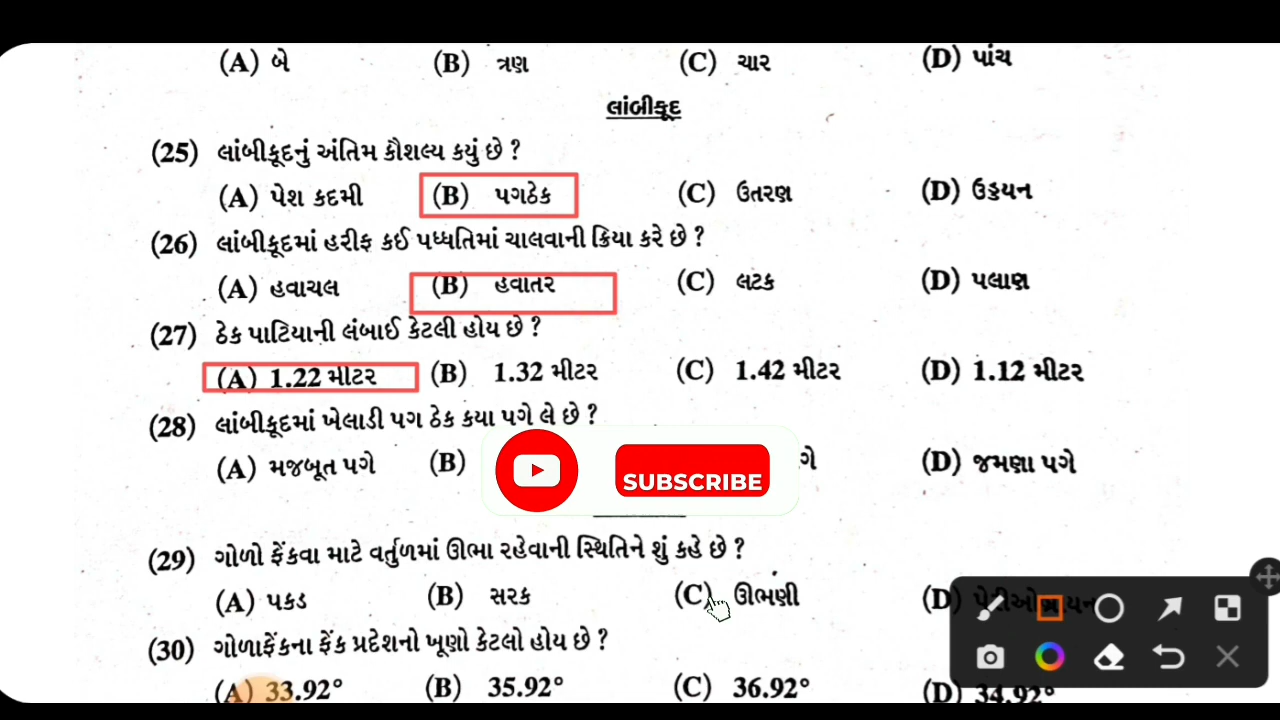 (A) બે (B) ત્રણ (C) ચાર (D) પાંચ
લાંબીકૂદ
(25) લાંબીકૂદનું અંતિમ કૌશલ્ય કયું છે ?
(A) પેશ કદમી (B) પગઠેક (C) ઉતરણ (D) ઉડ્ડયન
(26) લાંબીકૂદમાં હરીફ કઈ પધ્ધતિમાં ચાલવાની ક્રિયા કરે છે ?
(A) હવાચલ (B) હવાતર (C) લટક (D) પલાણ
(27) ઠેક પાટિયાની લંબાઈ કેટલી હોય છે ?
(A) 1.22 મીટર (B) 1.32 મીટર (C) 1.42 મીટર (D) 1.12 મીટર
(28) લાંબીકૂદમાં ખેલાડી પગ ઠેક કયા પગે લે છે ?
(A) મજબૂત પગે (B) ગે (D) જમણા પગે
SUBSCRIBE
(29) ગોળો ફેંકવા માટે વર્તુળમાં ઊભા રહેવાની સ્થિતિને શું કહે છે ?
(A) પકડ (B) સરક (C) ઊભણી (D)
(30) ગોળાફેંકના ફેંક પ્રદેશનો ખૂણો કેટલો હોય છે ?
(A) 33.92° (B) 35.92° (C) 36.92° (D) 34.92°